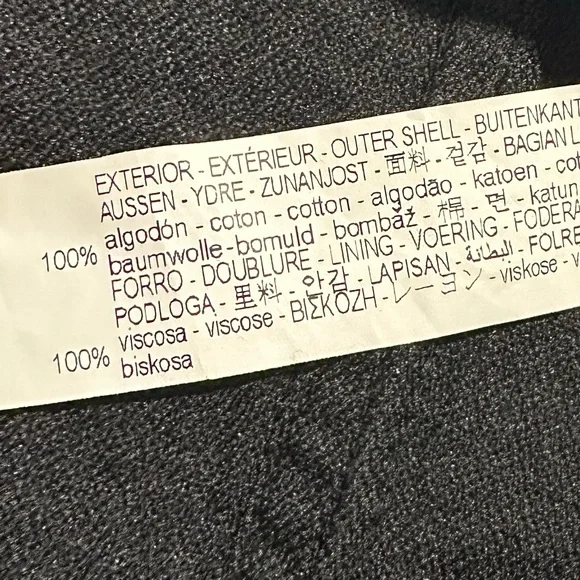 EXTERIOR - EXTÉRIEUR - OUTER SHELL - BUITENKANT
AUSSEN - YDRE - ZUNANJOST - 面料 - 겉감 - BAGIAN L
100% algodón - coton - cotton - algodão - katoen - cot
baumwolle - bomuld - bombaž - 棉 - 면 - katun
FORRO - DOUBLURE - LINING - VOERING - FODERA
PODLOGA - 里料 - 안감 - LAPISAN - البطانة - FOLRE
100% viscosa - viscose - ΒΙΣΚΟΖΗ - レーヨン - viskose - v
biskosa